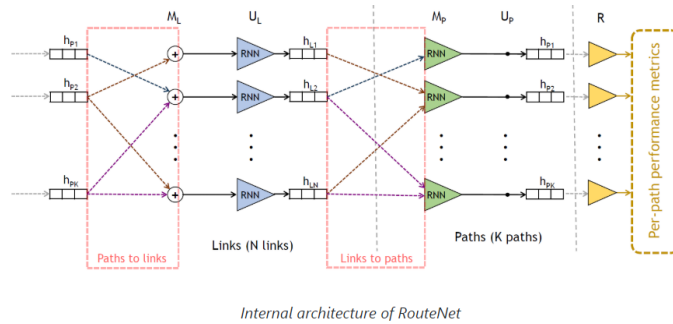 M_L U_L M_P U_P R
h_P1 RNN h_L1 RNN h_P1
h_P2 RNN h_L2 RNN h_P2
h_PK RNN h_LN RNN h_PK
Paths to links
Links (N links)
Links to paths
Paths (K paths)
Per-path performance metrics
Internal architecture of RouteNet